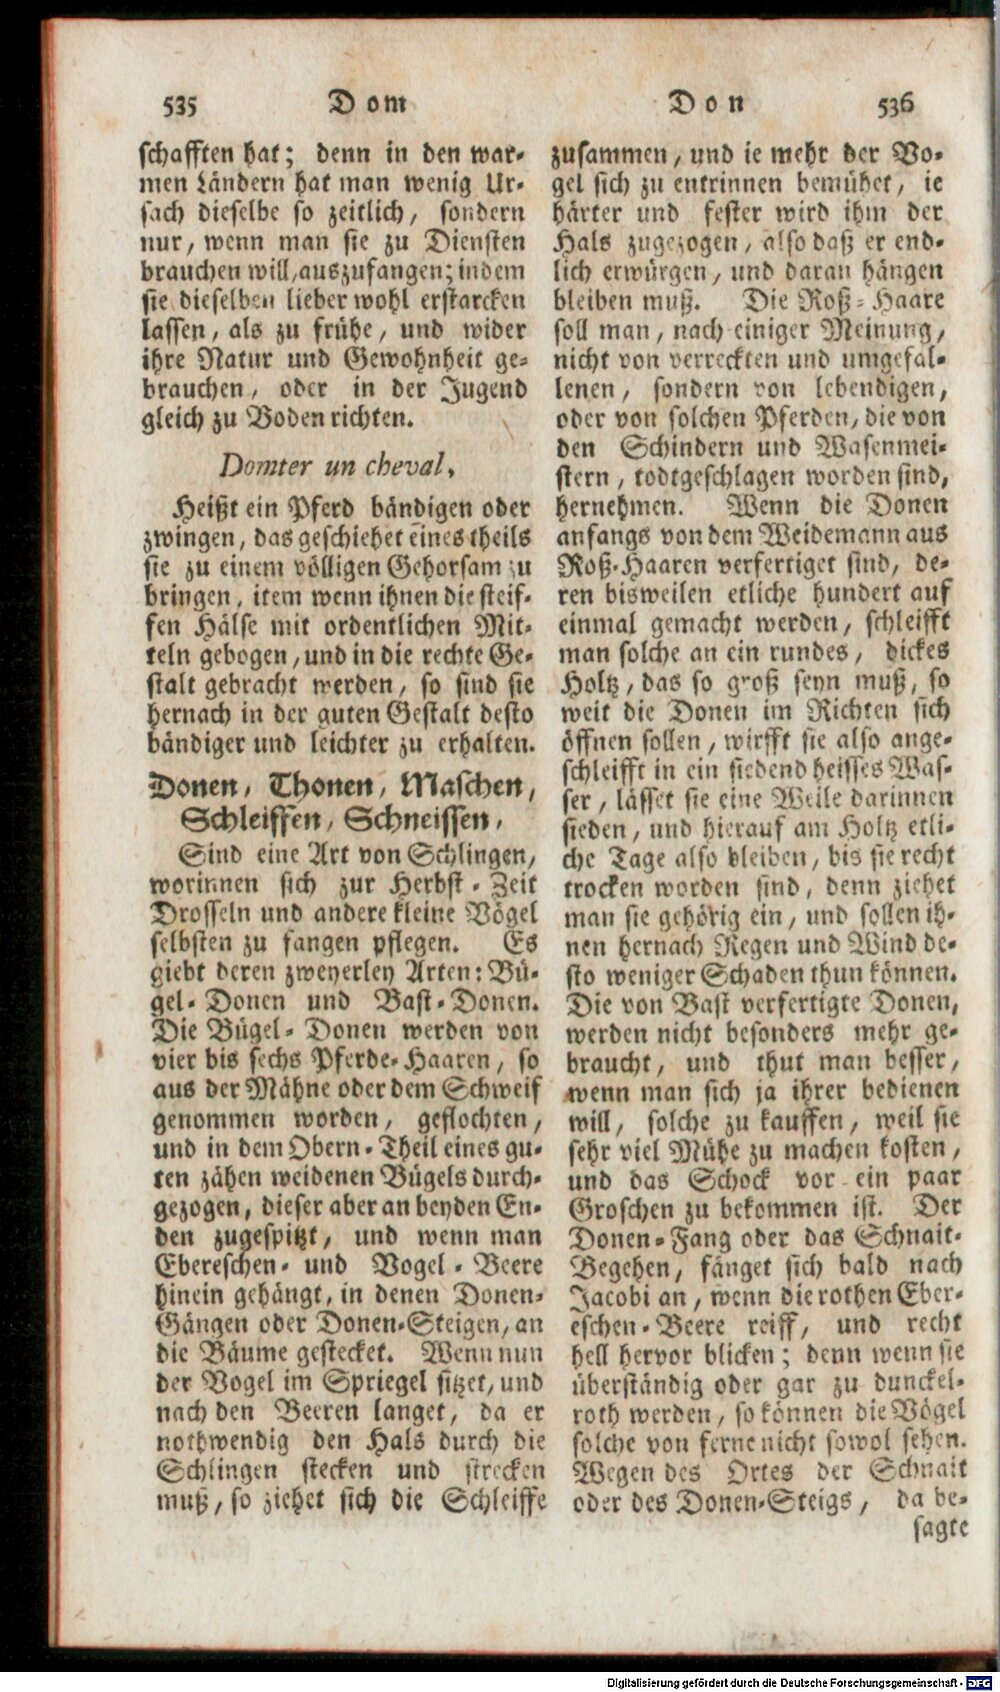 535 Dom
schafften hat; denn in den war-
men Ländern hat man wenig Ur-
sach dieselbe so zeitlich, sondern
nur, wenn man sie zu Diensten
brauchen will, auszufangen; indem
sie dieselben lieber wohl erstarcken
lassen, als zu frühe, und wider
ihre Natur und Gewohnheit ge-
brauchen, oder in der Jugend
gleich zu Boden richten.
Domter un cheval,
Heißt ein Pferd bändigen oder
zwingen, das geschiehet eines theils
sie zu einem völligen Gehorsam zu
bringen, item wenn ihnen die steif-
fen Hälse mit ordentlichen Mit-
teln gebogen, und in die rechte Ge-
stalt gebracht werden, so sind sie
hernach in der guten Gestalt desto
bändiger und leichter zu erhalten.
Donen, Thonen, Maschen,
Schleiffen, Schneissen,
Sind eine Art von Schlingen,
worinnen sich zur Herbst-Zeit
Drosseln und andere kleine Vögel
selbsten zu fangen pflegen. Es
giebt deren zweyerley Arten: Bü-
gel-Donen und Bast-Donen.
Die Bügel-Donen werden von
vier bis sechs Pferde-Haaren, so
aus der Mähne oder dem Schweif
genommen worden, geflochten,
und in dem Obern-Theil eines gu-
ten zähen weidenen Bügels durch-
gezogen, dieser aber an beyden En-
den zugespitzt, und wenn man
Ebereschen- und Vogel-Beere
hinein gehängt, in denen Donen-
Gängen oder Donen-Steigen, an
die Bäume gestecket. Wenn nun
der Vogel im Spriegel sitzet, und
nach den Beeren langet, da er
nothwendig den Hals durch die
Schlingen stecken und strecken
muß, so ziehet sich die Schleiffe
Don 536
zusammen, und ie mehr der Vo-
gel sich zu entrinnen bemühet, ie
härter und fester wird ihm der
Hals zugezogen, also daß er end-
lich erwürgen, und daran hängen
bleiben muß. Die Roß-Haare
soll man, nach einiger Meinung,
nicht von verreckten und umgefal-
lenen, sondern von lebendigen,
oder von solchen Pferden, die von
den Schindern und Wasenmei-
stern, todtgeschlagen worden sind,
hernehmen. Wenn die Donen
anfangs von dem Weidemann aus
Roß-Haaren verfertiget sind, de-
ren bisweilen etliche hundert auf
einmal gemacht werden, schleifft
man solche an ein rundes, dickes
Holtz, das so groß seyn muß, so
weit die Donen im Richten sich
öffnen sollen, wirfft sie also ange-
schleifft in ein siedend heisses Was-
ser, lässet sie eine Weile darinnen
sieden, und hierauf am Holtz etli-
che Tage also bleiben, bis sie recht
trocken worden sind, denn ziehet
man sie gehörig ein, und sollen ih-
nen hernach Regen und Wind de-
sto weniger Schaden thun können.
Die von Bast verfertigte Donen,
werden nicht besonders mehr ge-
braucht, und thut man besser,
wenn man sich ja ihrer bedienen
will, solche zu kauffen, weil sie
sehr viel Mühe zu machen kosten,
und das Schock vor ein paar
Groschen zu bekommen ist. Der
Donen-Fang oder das Schnait-
Begehen, fänget sich bald nach
Jacobi an, wenn die rothen Eber-
eschen-Beere reiff, und recht
hell hervor blicken; denn wenn sie
überständig oder gar zu dunckel-
roth werden, so können die Vögel
solche von ferne nicht sowol sehen.
Wegen des Ortes der Schnait
oder des Donen-Steigs, da be-
sagte
Digitalisierung gefördert durch die Deutsche Forschungsgemeinschaft - DFG